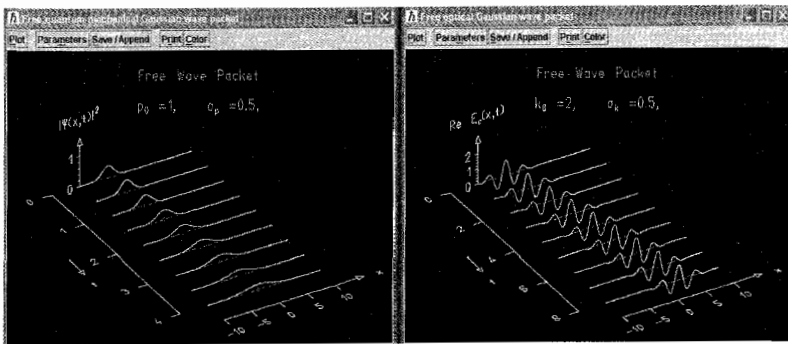 Free quantum mechanical Gaussian wave packet
Plot Parameters Save/Append Print Color
Free Wave Packet
p₀ =1, σₚ =0.5,
|Ψ(x,t)|²
1
0
0
1
2
3
4
t
x
-10
-5
0
5
10
Free optical Gaussian wave packet
Plot Parameters Save/Append Print Color
Free Wave Packet
k₀ =2, σₖ =0.5,
Re E_c(x,t)
2
1
0
0
2
4
6
8
t
x
-10
-5
0
5
10